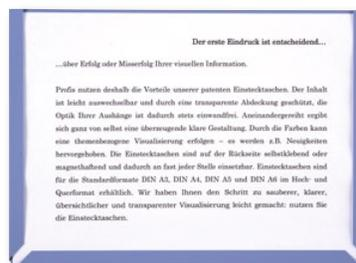 Der erste Eindruck ist entscheidend...
...über Erfolg oder Misserfolg Ihrer visuellen Information.
Profis nutzen deshalb die Vorteile unserer patenten Einstecktaschen. Der Inhalt
ist leicht auswechselbar und durch eine transparente Abdeckung geschützt, die
Optik Ihrer Aushänge ist dadurch stets einwandfrei. Aneinandergereiht ergibt
sich ganz von selbst eine überzeugende klare Gestaltung. Durch die Farben kann
eine themenbezogene Visualisierung erfolgen – es werden z.B. Neuigkeiten
hervorgehoben. Die Einstecktaschen sind auf der Rückseite selbstklebend oder
magnethaftend und dadurch an fast jeder Stelle einsetzbar. Einstecktaschen sind
für die Standardformate DIN A3, DIN A4, DIN A5 und DIN A6 im Hoch- und
Querformat erhältlich. Wir haben Ihnen den Schritt zu sauberer, klarer,
übersichtlicher und transparenter Visualisierung leicht gemacht: nutzen Sie
die Einstecktaschen.